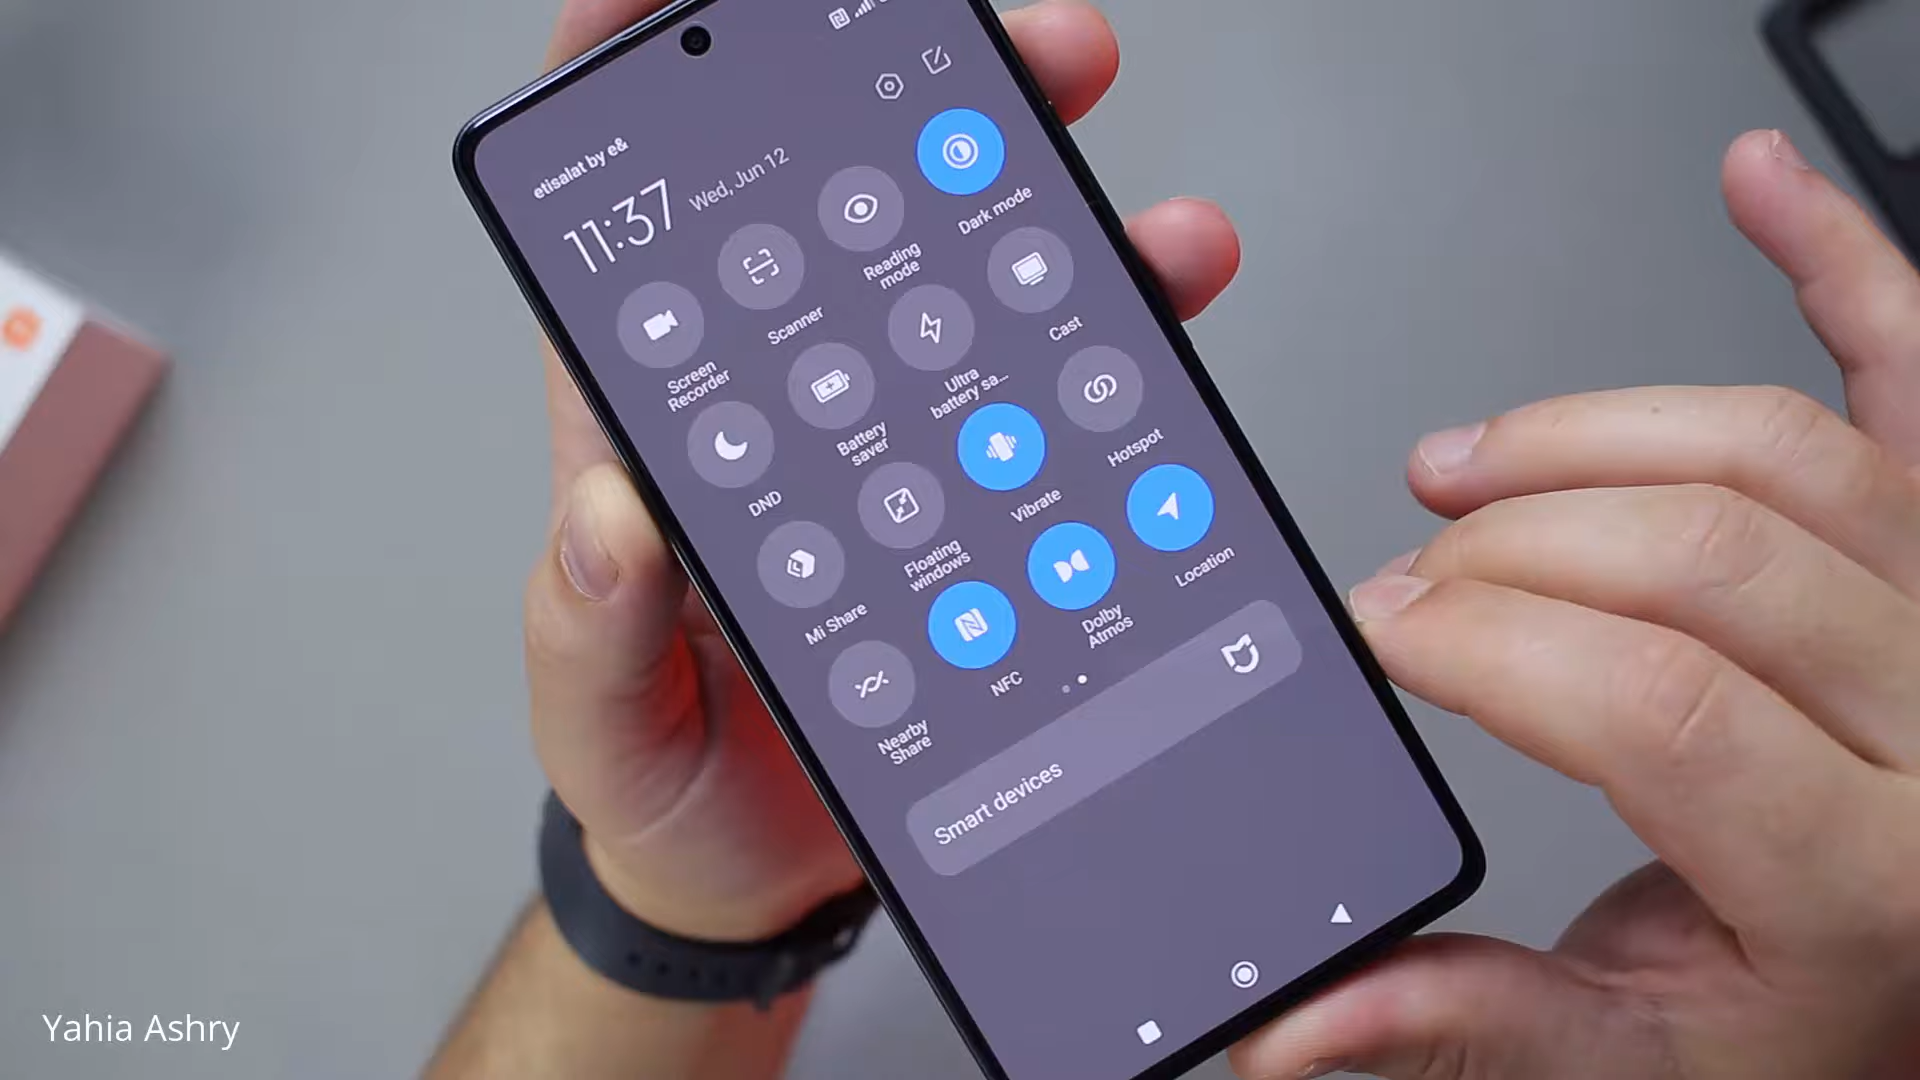 etisalat by e&
11:37 Wed, Jun 12
Screen
Recorder
Scanner
Reading
mode
Dark mode
DND
Battery
saver
Ultra
battery sa...
Cast
Mi Share
Floating
windows
Vibrate
Hotspot
Nearby
Share
NFC
Dolby
Atmos
Location
Smart devices
Yahia Ashry